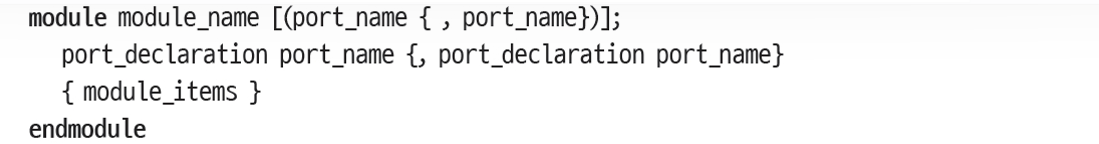 module module_name [(port_name { , port_name})];
port_declaration port_name {, port_declaration port_name}
{ module_items }
endmodule